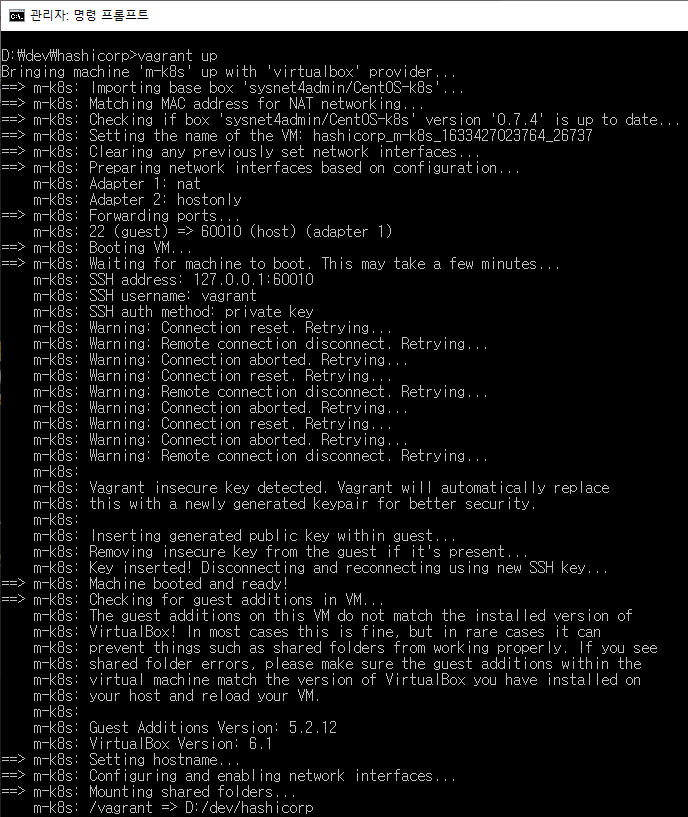 관리자: 명령 프롬프트
D:\dev\hashicorp>vagrant up
Bringing machine 'm-k8s' up with 'virtualbox' provider...
==> m-k8s: Importing base box 'sysnet4admin/CentOS-k8s'...
==> m-k8s: Matching MAC address for NAT networking...
==> m-k8s: Checking if box 'sysnet4admin/CentOS-k8s' version '0.7.4' is up to date...
==> m-k8s: Setting the name of the VM: hashicorp_m-k8s_1633427023764_26737
==> m-k8s: Clearing any previously set network interfaces...
==> m-k8s: Preparing network interfaces based on configuration...
    m-k8s: Adapter 1: nat
    m-k8s: Adapter 2: hostonly
==> m-k8s: Forwarding ports...
    m-k8s: 22 (guest) => 60010 (host) (adapter 1)
==> m-k8s: Booting VM...
==> m-k8s: Waiting for machine to boot. This may take a few minutes...
    m-k8s: SSH address: 127.0.0.1:60010
    m-k8s: SSH username: vagrant
    m-k8s: SSH auth method: private key
    m-k8s: Warning: Connection reset. Retrying...
    m-k8s: Warning: Remote connection disconnect. Retrying...
    m-k8s: Warning: Connection aborted. Retrying...
    m-k8s: Warning: Connection reset. Retrying...
    m-k8s: Warning: Remote connection disconnect. Retrying...
    m-k8s: Warning: Connection aborted. Retrying...
    m-k8s: Warning: Connection reset. Retrying...
    m-k8s: Warning: Connection aborted. Retrying...
    m-k8s: Warning: Remote connection disconnect. Retrying...
    m-k8s:
    m-k8s: Vagrant insecure key detected. Vagrant will automatically replace
    m-k8s: this with a newly generated keypair for better security.
    m-k8s:
    m-k8s: Inserting generated public key within guest...
    m-k8s: Removing insecure key from the guest if it's present...
    m-k8s: Key inserted! Disconnecting and reconnecting using new SSH key...
==> m-k8s: Machine booted and ready!
==> m-k8s: Checking for guest additions in VM...
    m-k8s: The guest additions on this VM do not match the installed version of
    m-k8s: VirtualBox! In most cases this is fine, but in rare cases it can
    m-k8s: prevent things such as shared folders from working properly. If you see
    m-k8s: shared folder errors, please make sure the guest additions within the
    m-k8s: virtual machine match the version of VirtualBox you have installed on
    m-k8s: your host and reload your VM.
    m-k8s:
    m-k8s: Guest Additions Version: 5.2.12
    m-k8s: VirtualBox Version: 6.1
==> m-k8s: Setting hostname...
==> m-k8s: Configuring and enabling network interfaces...
==> m-k8s: Mounting shared folders...
    m-k8s: /vagrant => D:/dev/hashicorp